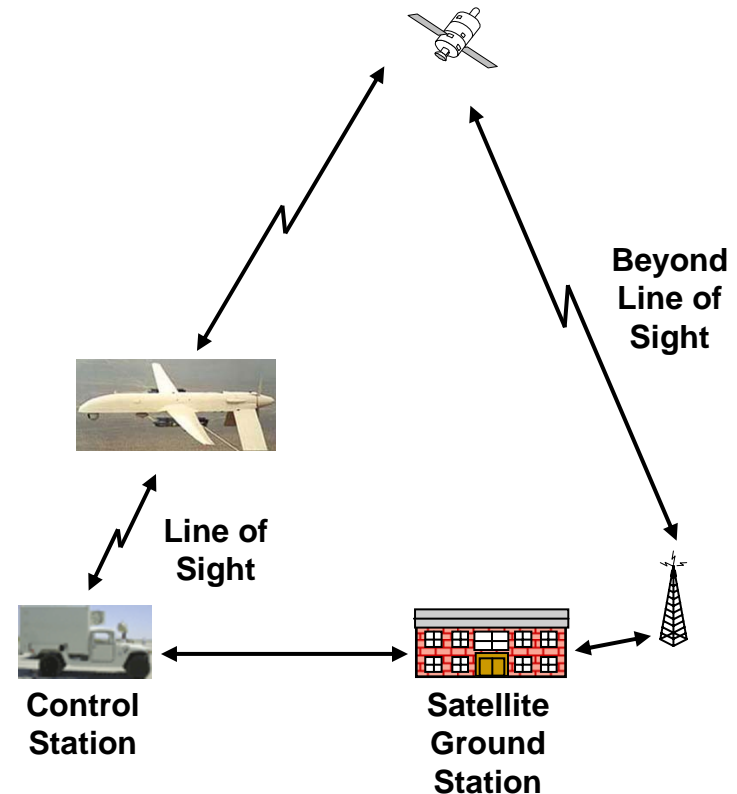 Beyond
Line of
Sight
Line of
Sight
Control
Station
Satellite
Ground
Station